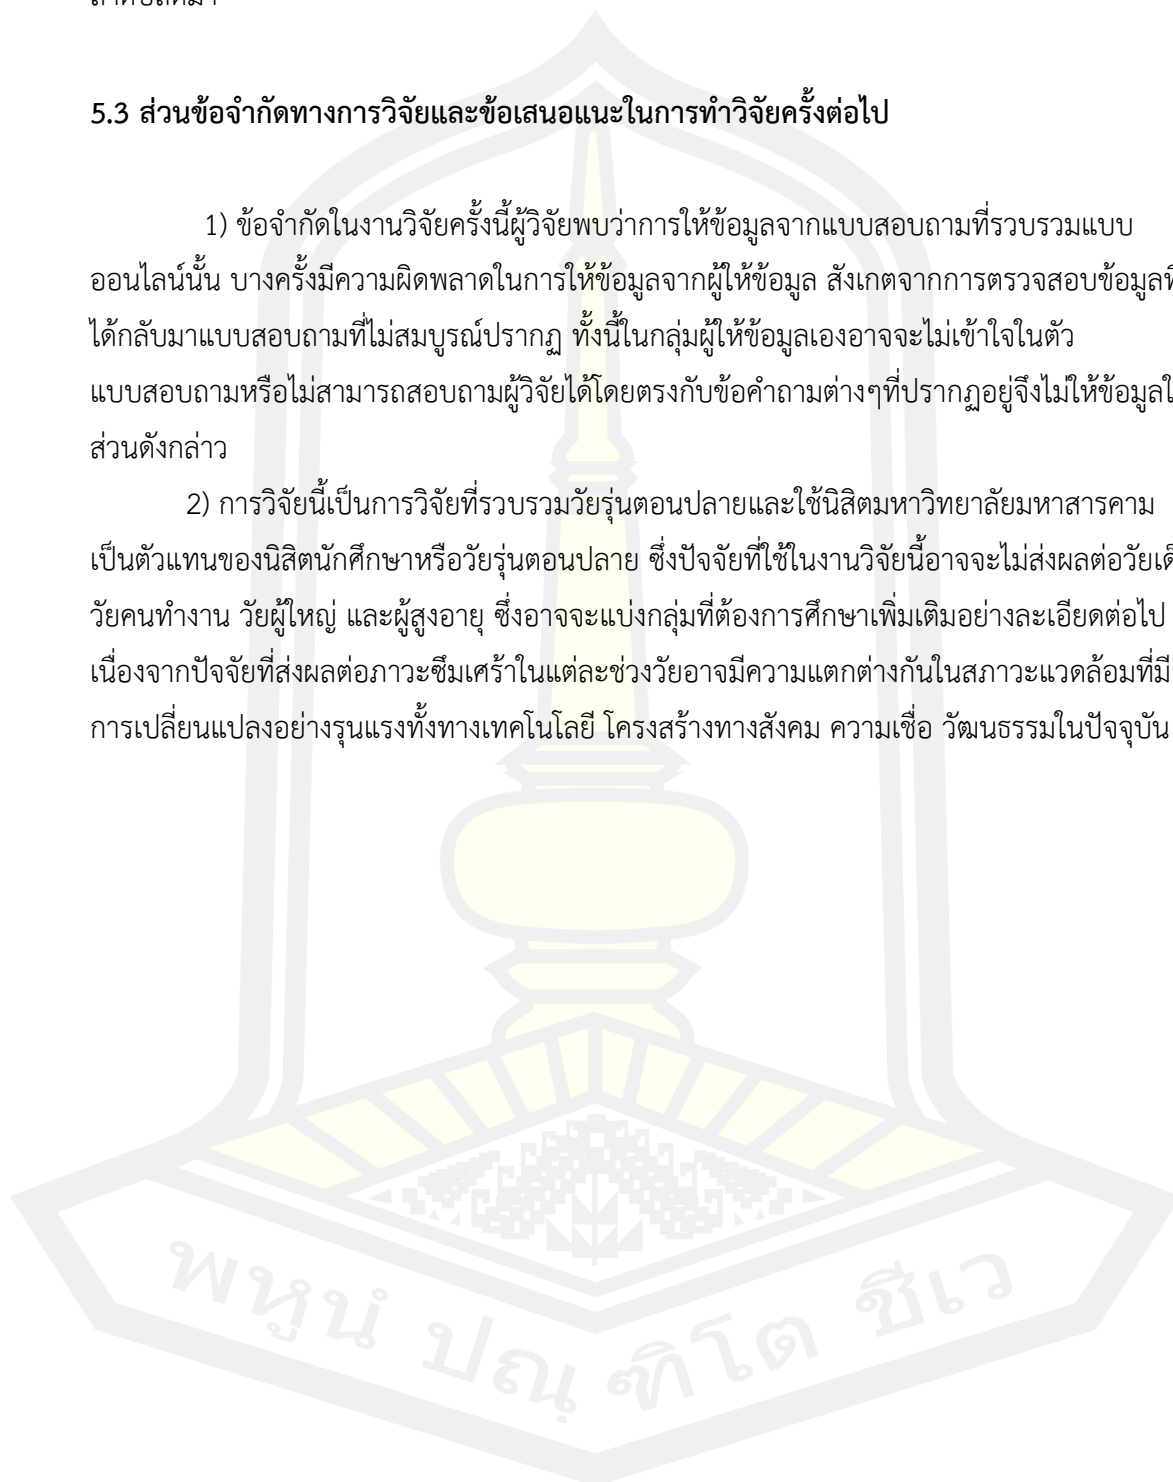 5.3 ส่วนข้อจำกัดทางการวิจัยและข้อเสนอแนะในการทำวิจัยครั้งต่อไป
1) ข้อจำกัดในงานวิจัยครั้งนี้ผู้วิจัยพบว่าการให้ข้อมูลจากแบบสอบถามที่รวบรวมแบบ
ออนไลน์นั้น บางครั้งมีความผิดพลาดในการให้ข้อมูลจากผู้ให้ข้อมูล สังเกตจากการตรวจสอบข้อมูลที่
ได้กลับมาแบบสอบถามที่ไม่สมบูรณ์ปรากฏ ทั้งนี้ในกลุ่มผู้ให้ข้อมูลเองอาจจะไม่เข้าใจในตัว
แบบสอบถามหรือไม่สามารถสอบถามผู้วิจัยได้โดยตรงกับข้อคำถามต่างๆที่ปรากฏอยู่จึงไม่ให้ข้อมูลใ
ส่วนดังกล่าว
2) การวิจัยนี้เป็นการวิจัยที่รวบรวมวัยรุ่นตอนปลายและใช้นิสิตมหาวิทยาลัยมหาสารคาม
เป็นตัวแทนของนิสิตนักศึกษาหรือวัยรุ่นตอนปลาย ซึ่งปัจจัยที่ใช้ในงานวิจัยนี้อาจจะไม่ส่งผลต่อวัยเด็
วัยคนทำงาน วัยผู้ใหญ่ และผู้สูงอายุ ซึ่งอาจจะแบ่งกลุ่มที่ต้องการศึกษาเพิ่มเติมอย่างละเอียดต่อไป
เนื่องจากปัจจัยที่ส่งผลต่อภาวะซึมเศร้าในแต่ละช่วงวัยอาจมีความแตกต่างกันในสภาวะแวดล้อมที่มี
การเปลี่ยนแปลงอย่างรุนแรงทั้งทางเทคโนโลยี โครงสร้างทางสังคม ความเชื่อ วัฒนธรรมในปัจจุบัน
พหูนํ ปณฺ ฑิโต ชีเว